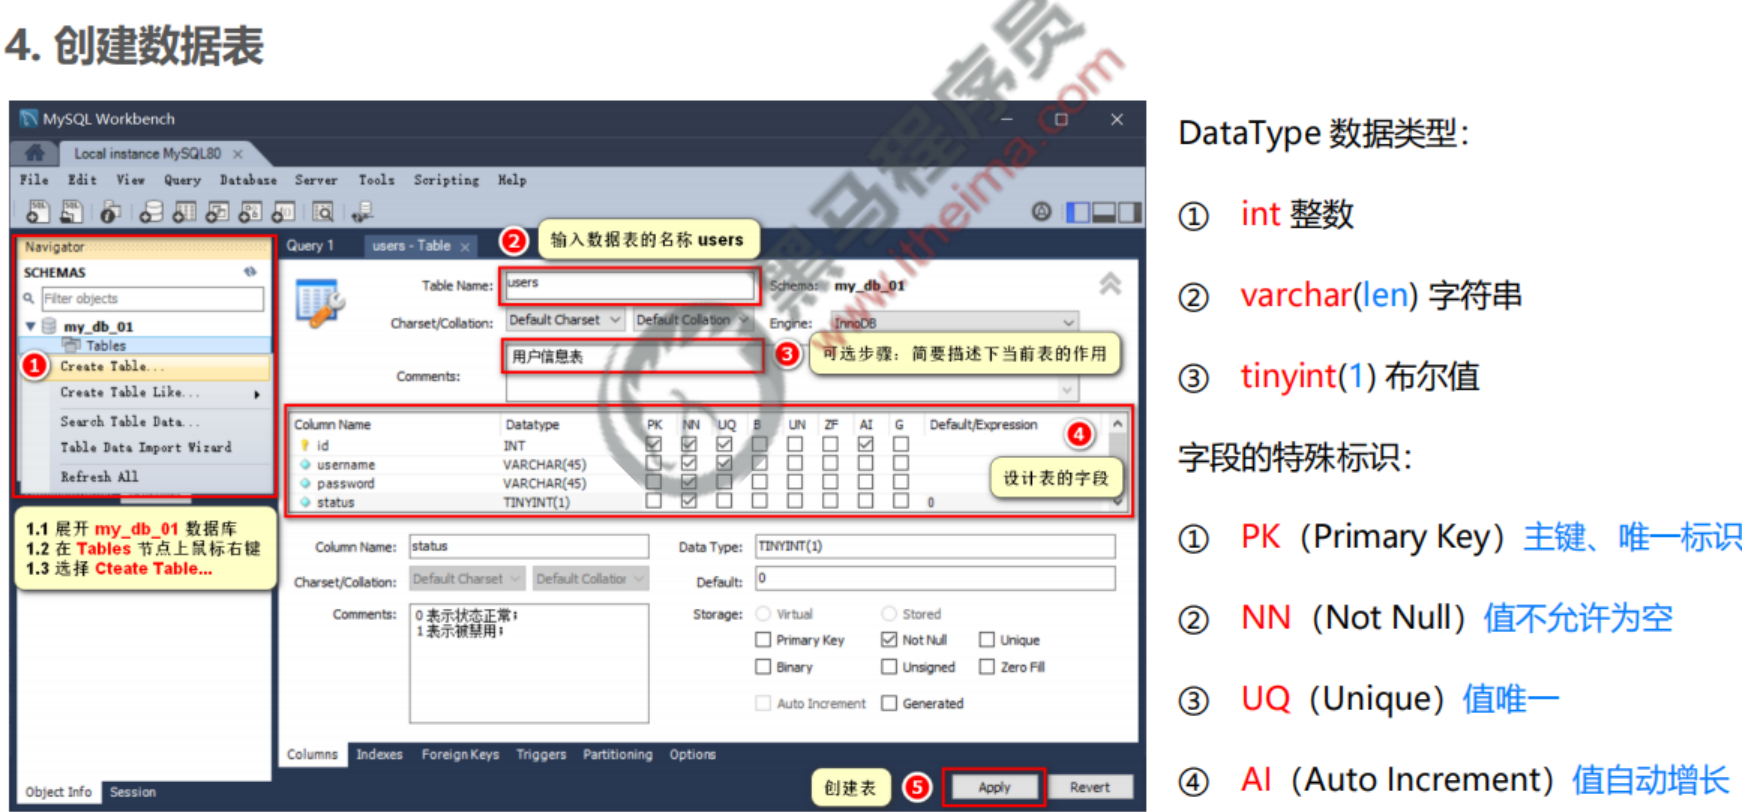 4. 创建数据表
MySQL Workbench
Local instance MySQL80
File Edit View Query Database Server Tools Scripting Help
Navigator
SCHEMAS
Filter objects
my_db_01
Tables
1
Create Table...
Create Table Like...
Search Table Data...
Table Data Import Wizard
Refresh All
1.1 展开 my_db_01 数据库
1.2 在 Tables 节点上鼠标右键
1.3 选择 Cteate Table...
Object Info Session
Query 1 users - Table
2 输入数据表的名称 users
Table Name: users Schema: my_db_01
Charset/Collation: Default Charset Default Collation Engine: InnoDB
Comments: 用户信息表
3 可选步骤：简要描述下当前表的作用
Column Name Datatype PK NN UQ B UN ZF AI G Default/Expression
id INT
username VARCHAR(45)
password VARCHAR(45)
status TINYINT(1) 0
4
设计表的字段
Column Name: status Data Type: TINYINT(1)
Charset/Collation: Default Charset Default Collation Default: 0
Comments: 0 表示状态正常；
1 表示被禁用；
Storage: Virtual Stored
Primary Key Not Null Unique
Binary Unsigned Zero Fill
Auto Increment Generated
Columns Indexes Foreign Keys Triggers Partitioning Options
创建表 5 Apply Revert
黑马程序员
www.itheima.com
DataType 数据类型：
① int 整数
② varchar(len) 字符串
③ tinyint(1) 布尔值
字段的特殊标识：
① PK（Primary Key）主键、唯一标识
② NN（Not Null）值不允许为空
③ UQ（Unique）值唯一
④ AI（Auto Increment）值自动增长